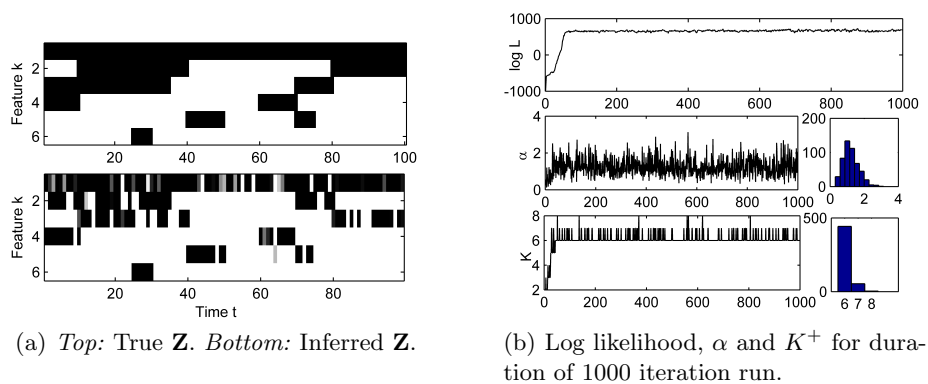 Feature k
2
4
6
20 40 60 80 100
Feature k
2
4
6
20 40 60 80
Time t
(a) Top: True Z. Bottom: Inferred Z.
log L
1000
0
-1000
0 200 400 600 800 1000
α
4
2
0
0 200 400 600 800 1000
200
100
0
0 2 4
K
8
6
4
2
0 200 400 600 800 1000
500
0
6 7 8
(b) Log likelihood, α and K+ for dura-
tion of 1000 iteration run.